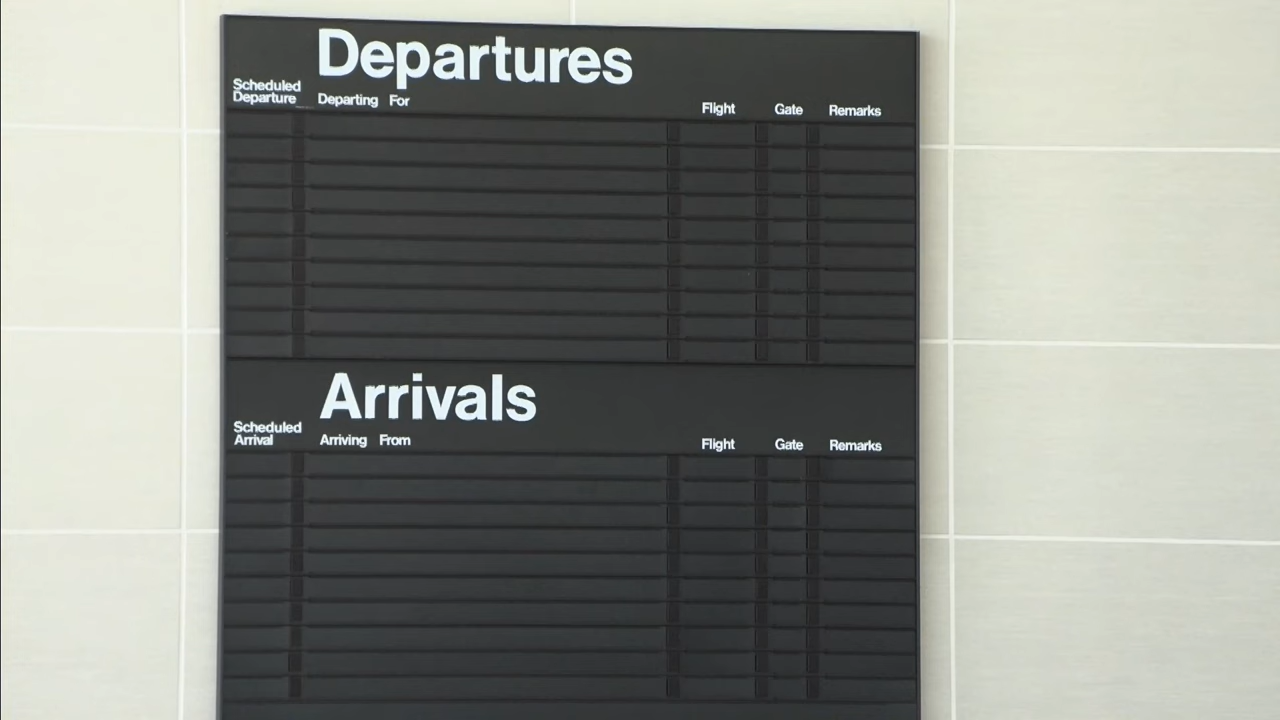 Departures
Scheduled
Departure
Departing For
Flight
Gate
Remarks
Arrivals
Scheduled
Arrival
Arriving From
Flight
Gate
Remarks